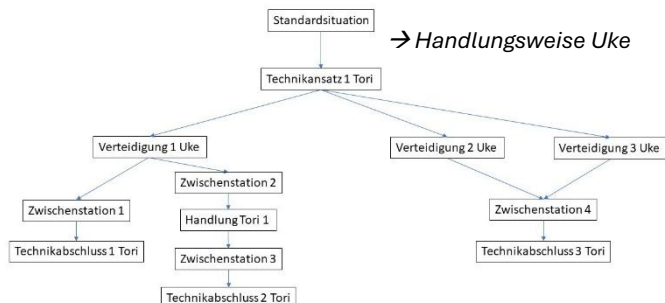 Standardsituation
→ Handlungsweise Uke
Technikansatz 1 Tori
Verteidigung 1 Uke
Verteidigung 2 Uke
Verteidigung 3 Uke
Zwischenstation 2
Zwischenstation 1
Zwischenstation 4
Handlung Tori 1
Technikabschluss 1 Tori
Technikabschluss 3 Tori
Zwischenstation 3
Technikabschluss 2 Tori